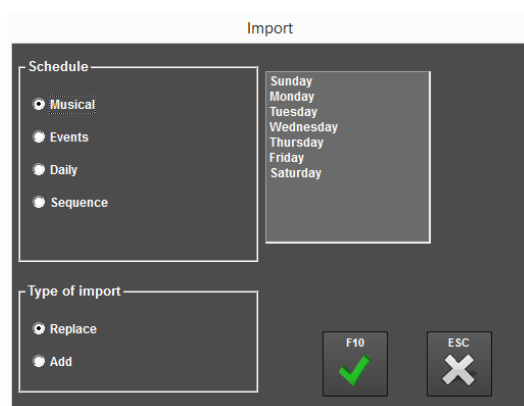 Import
Schedule
Musical
Events
Daily
Sequence
Sunday
Monday
Tuesday
Wednesday
Thursday
Friday
Saturday
Type of import
Replace
Add
F10
ESC